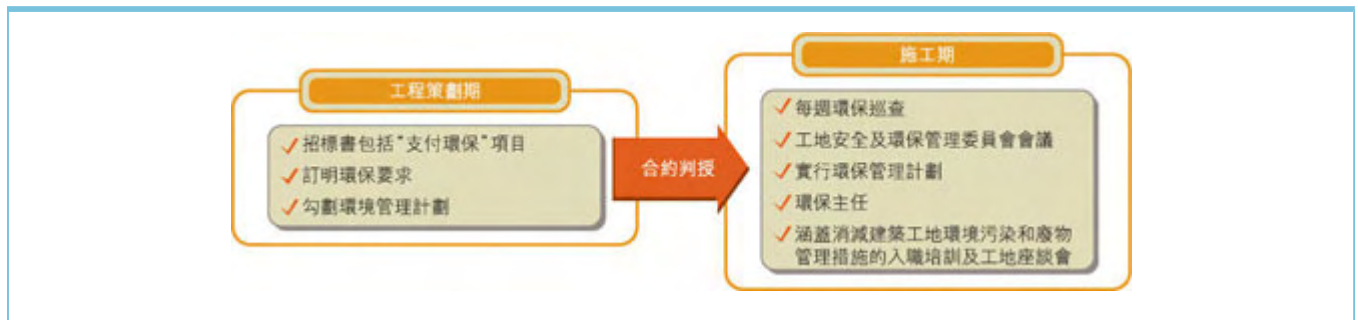 工程策劃期
招標書包括"支付環保"項目
訂明環保要求
勾劃環境管理計劃
合約判授
施工期
每週環保巡查
工地安全及環保管理委員會會議
實行環保管理計劃
環保主任
涵蓋消減建築工地環境污染和廢物
管理措施的入職培訓及工地座談會